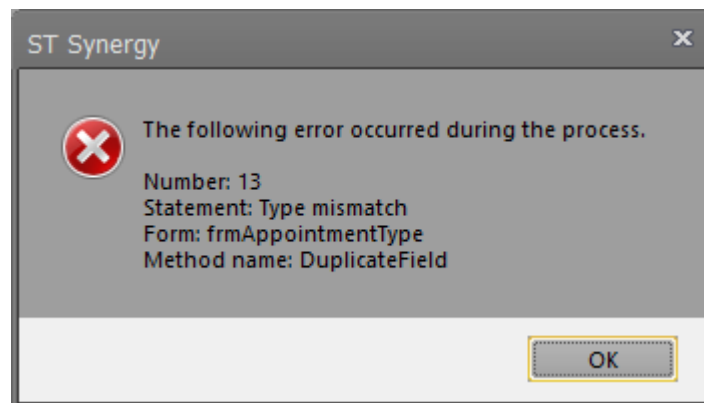 ST Synergy
The following error occurred during the process.
Number: 13
Statement: Type mismatch
Form: frmAppointmentType
Method name: DuplicateField
OK